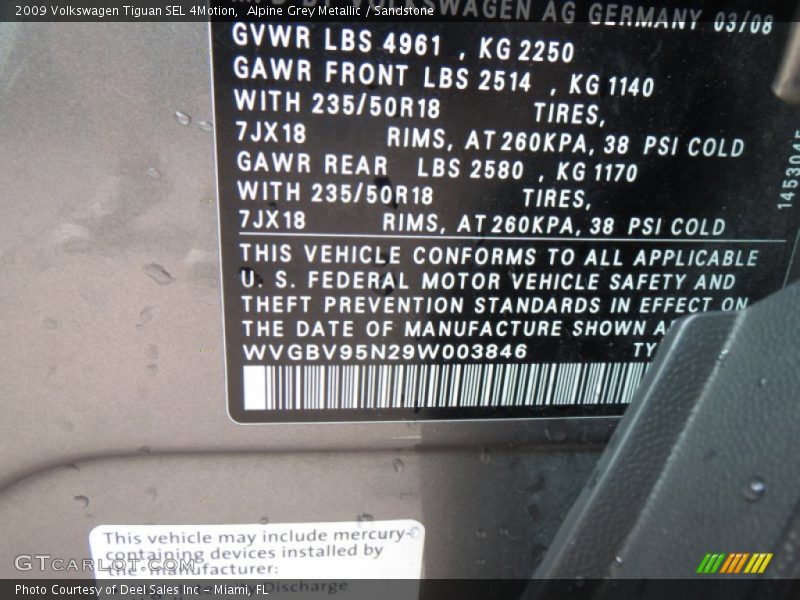 2009 Volkswagen Tiguan SEL 4Motion, Alpine Grey Metallic / Sandstone
WAGEN AG GERMANY 03/08
GVWR LBS 4961 , KG 2250
GAWR FRONT LBS 2514 , KG 1140
WITH 235/50R18 TIRES,
7JX18 RIMS, AT 260KPA, 38 PSI COLD
GAWR REAR LBS 2580 , KG 1170
WITH 235/50R18 TIRES,
7JX18 RIMS, AT 260KPA, 38 PSI COLD
THIS VEHICLE CONFORMS TO ALL APPLICABLE
U. S. FEDERAL MOTOR VEHICLE SAFETY AND
THEFT PREVENTION STANDARDS IN EFFECT ON
THE DATE OF MANUFACTURE SHOWN A
WVGBV95N29W003846 TY
This vehicle may include mercury-
containing devices installed by
the manufacturer:
Discharge
GTcarlot.com
Photo Courtesy of Deel Sales Inc - Miami, FL